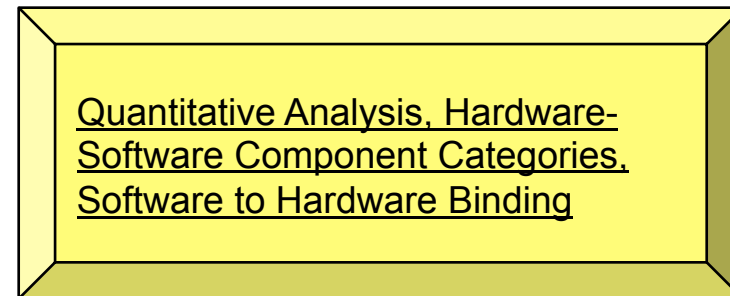 Quantitative Analysis, Hardware-
Software Component Categories,
Software to Hardware Binding